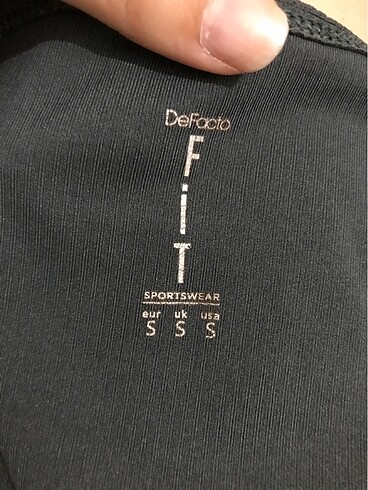 DeFacto
F
i
T
SPORTSWEAR
eur uk usa
S S S